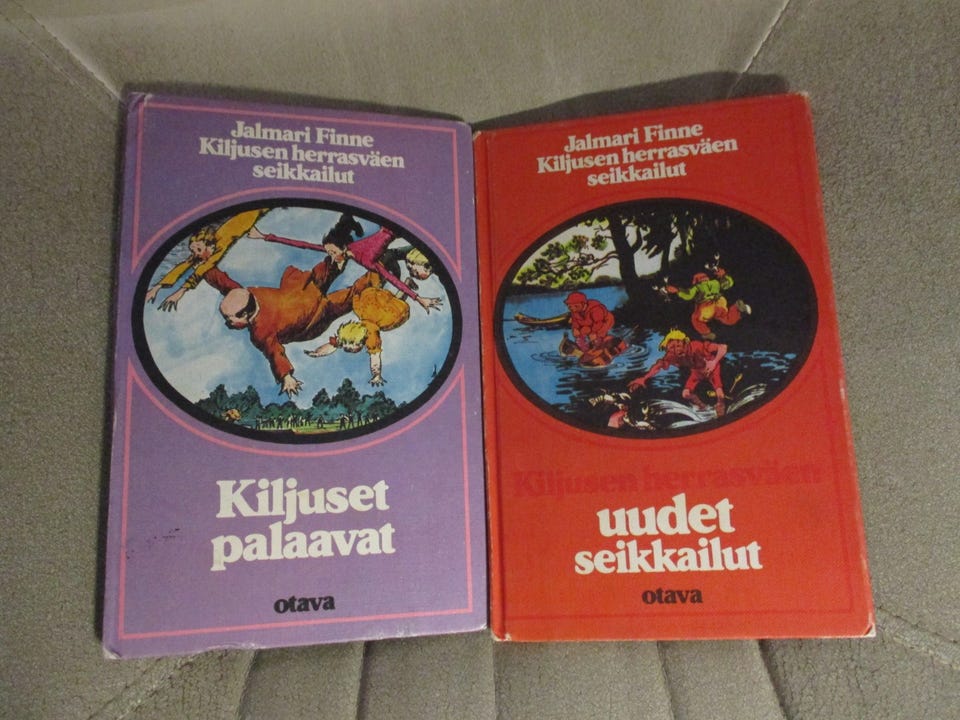 Jalmari Finne
Kiljusen herrasväen
seikkailut
Kiljuset
palaavat
otava
Jalmari Finne
Kiljusen herrasväen
seikkailut
Kiljusen herrasväen
uudet
seikkailut
otava